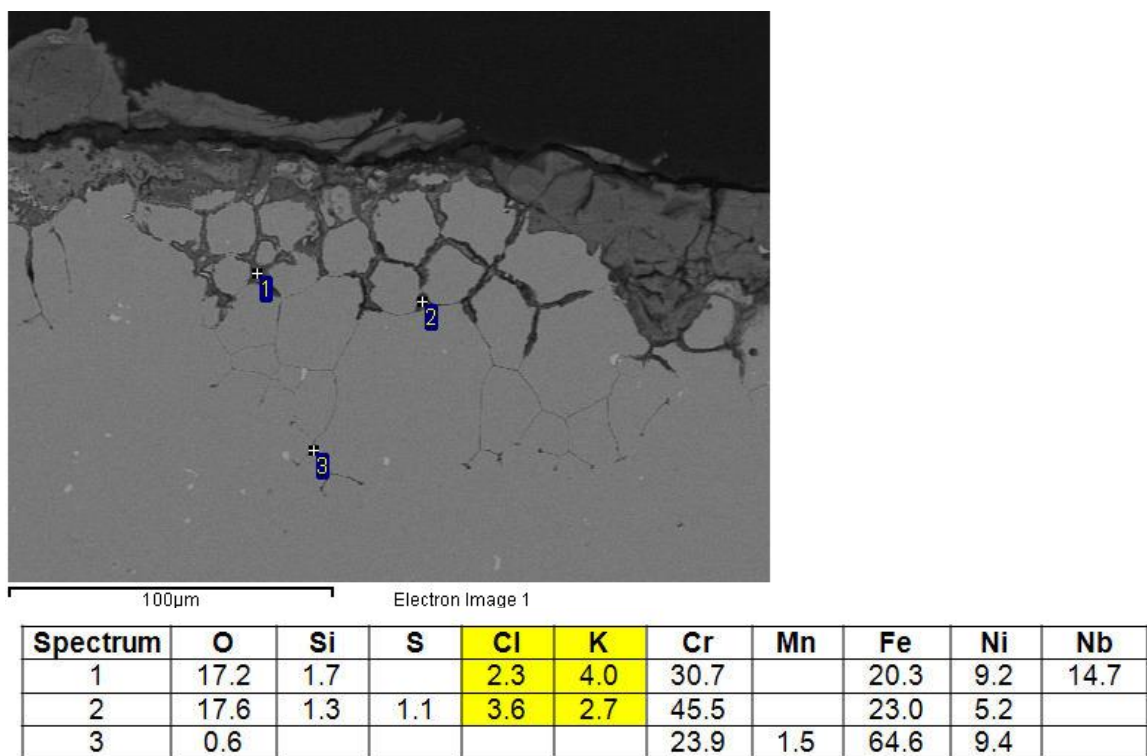 1
2
3
100µm Electron Image 1
Spectrum O Si S Cl K Cr Mn Fe Ni Nb
1 17.2 1.7 2.3 4.0 30.7 20.3 9.2 14.7
2 17.6 1.3 1.1 3.6 2.7 45.5 23.0 5.2
3 0.6 23.9 1.5 64.6 9.4